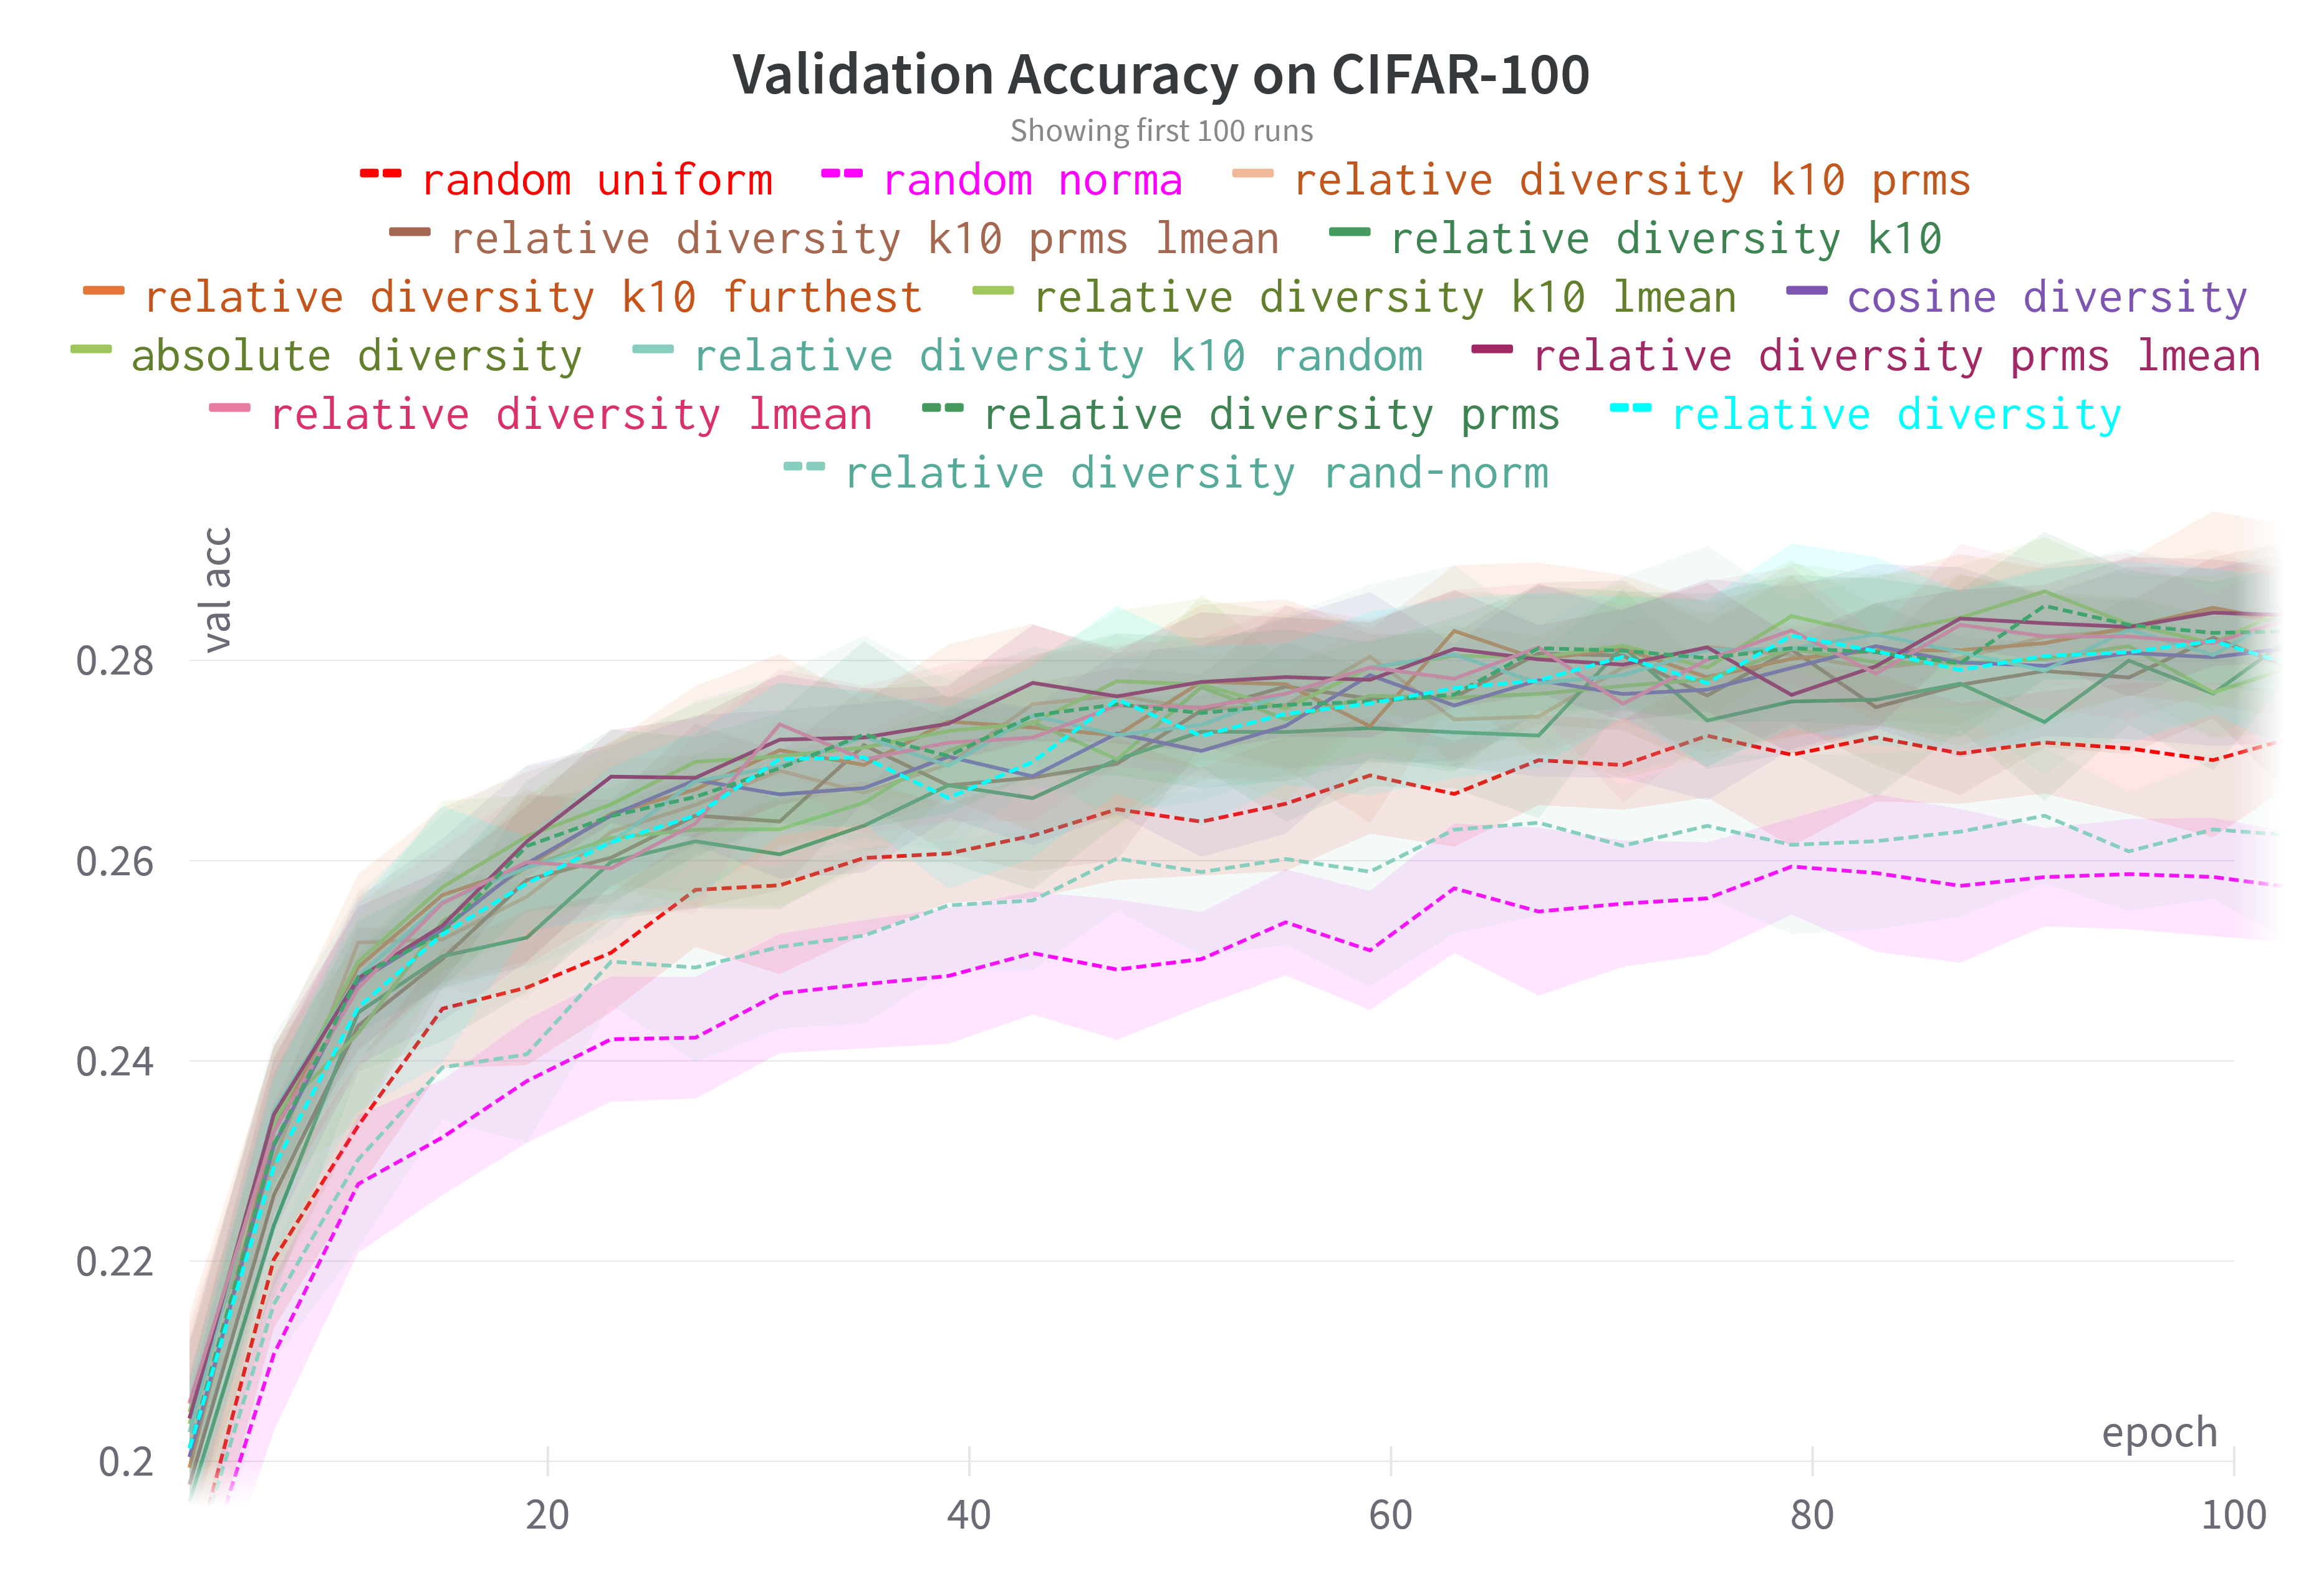 Validation Accuracy on CIFAR-100
Showing first 100 runs
random uniform random norma relative diversity k10 prms
relative diversity k10 prms lmean relative diversity k10
relative diversity k10 furthest relative diversity k10 lmean cosine diversity
absolute diversity relative diversity k10 random relative diversity prms lmean
relative diversity lmean relative diversity prms relative diversity
relative diversity rand-norm
val acc
0.28
0.26
0.24
0.22
0.2
epoch
20 40 60 80 100